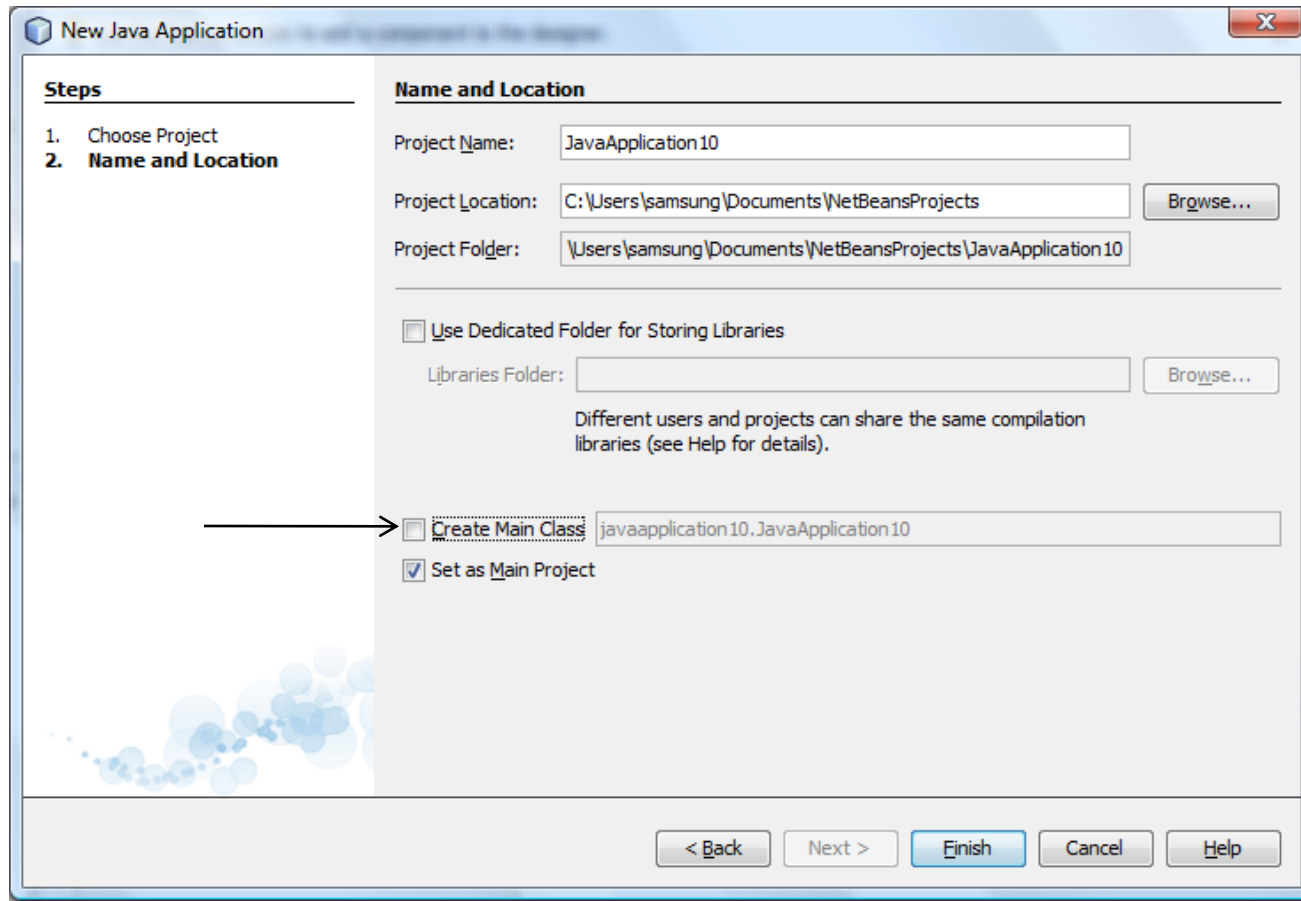 New Java Application
Steps
1. Choose Project
2. Name and Location
Name and Location
Project Name: JavaApplication10
Project Location: C:\Users\samsung\Documents\NetBeansProjects Browse...
Project Folder: \Users\samsung\Documents\NetBeansProjects\JavaApplication10
Use Dedicated Folder for Storing Libraries
Libraries Folder: Browse...
Different users and projects can share the same compilation
libraries (see Help for details).
Create Main Class javaapplication10.JavaApplication10
Set as Main Project
< Back Next > Finish Cancel Help